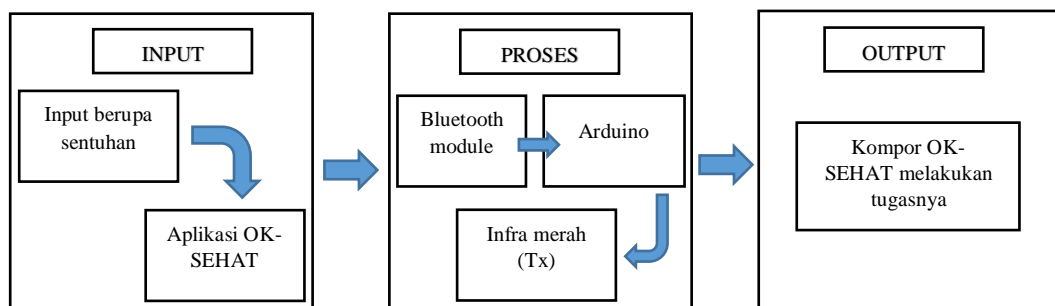 INPUT
Input berupa
sentuhan
Aplikasi OK-
SEHAT
PROSES
Bluetooth
module
Arduino
Infra merah
(Tx)
OUTPUT
Kompor OK-
SEHAT melakukan
tugasnya